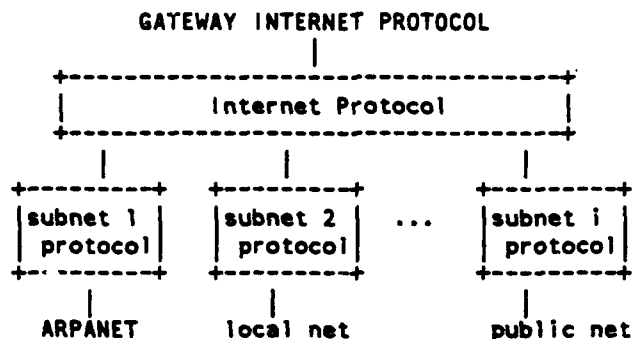 GATEWAY INTERNET PROTOCOL
Internet Protocol
subnet 1 subnet 2 ... subnet i
protocol protocol protocol
ARPANET local net public net